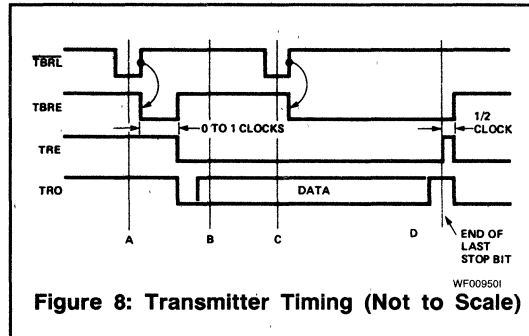 TBRL
TBRE
0 TO 1 CLOCKS
1/2
CLOCK
TRE
TRO
DATA
A
B
C
D
END OF
LAST
STOP BIT
WF00950I
Figure 8: Transmitter Timing (Not to Scale)